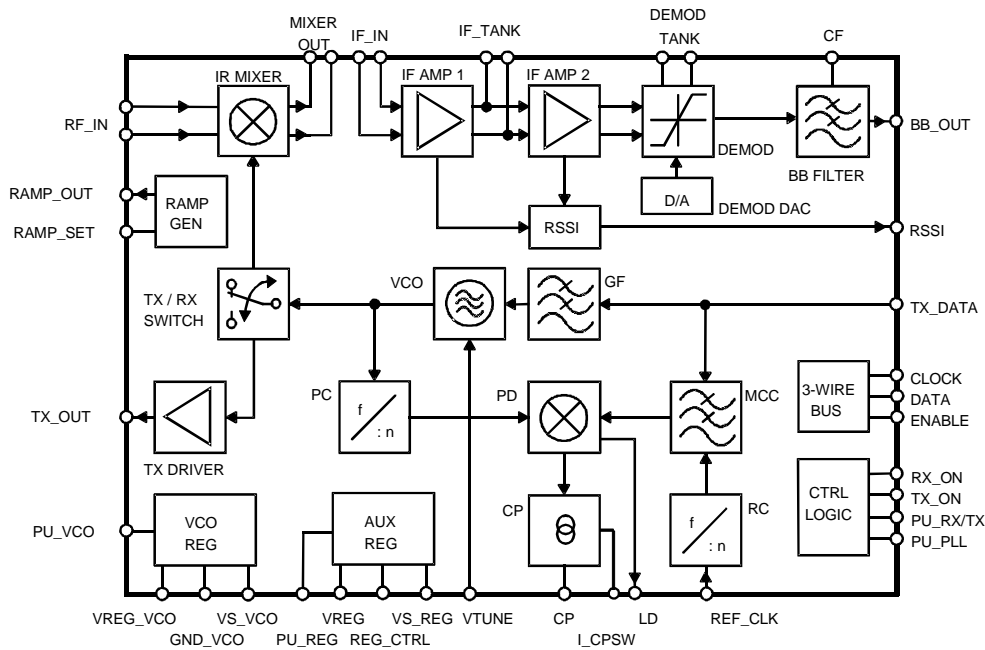 MIXER
OUT
IF_IN
IF_TANK
DEMOD
TANK
CF
IR MIXER
IF AMP 1
IF AMP 2
RF_IN
BB_OUT
DEMOD
BB FILTER
RAMP_OUT
RAMP
GEN
D/A
DEMOD DAC
RAMP_SET
RSSI
RSSI
VCO
GF
TX / RX
SWITCH
TX_DATA
PC
PD
MCC
3-WIRE
BUS
CLOCK
DATA
ENABLE
f
: n
TX_OUT
TX DRIVER
RX_ON
TX_ON
PU_RX/TX
PU_PLL
CTRL
LOGIC
CP
RC
f
: n
PU_VCO
VCO
REG
AUX
REG
VREG_VCO
GND_VCO
VS_VCO
PU_REG
VREG
REG_CTRL
VS_REG
VTUNE
CP
I_CPSW
LD
REF_CLK